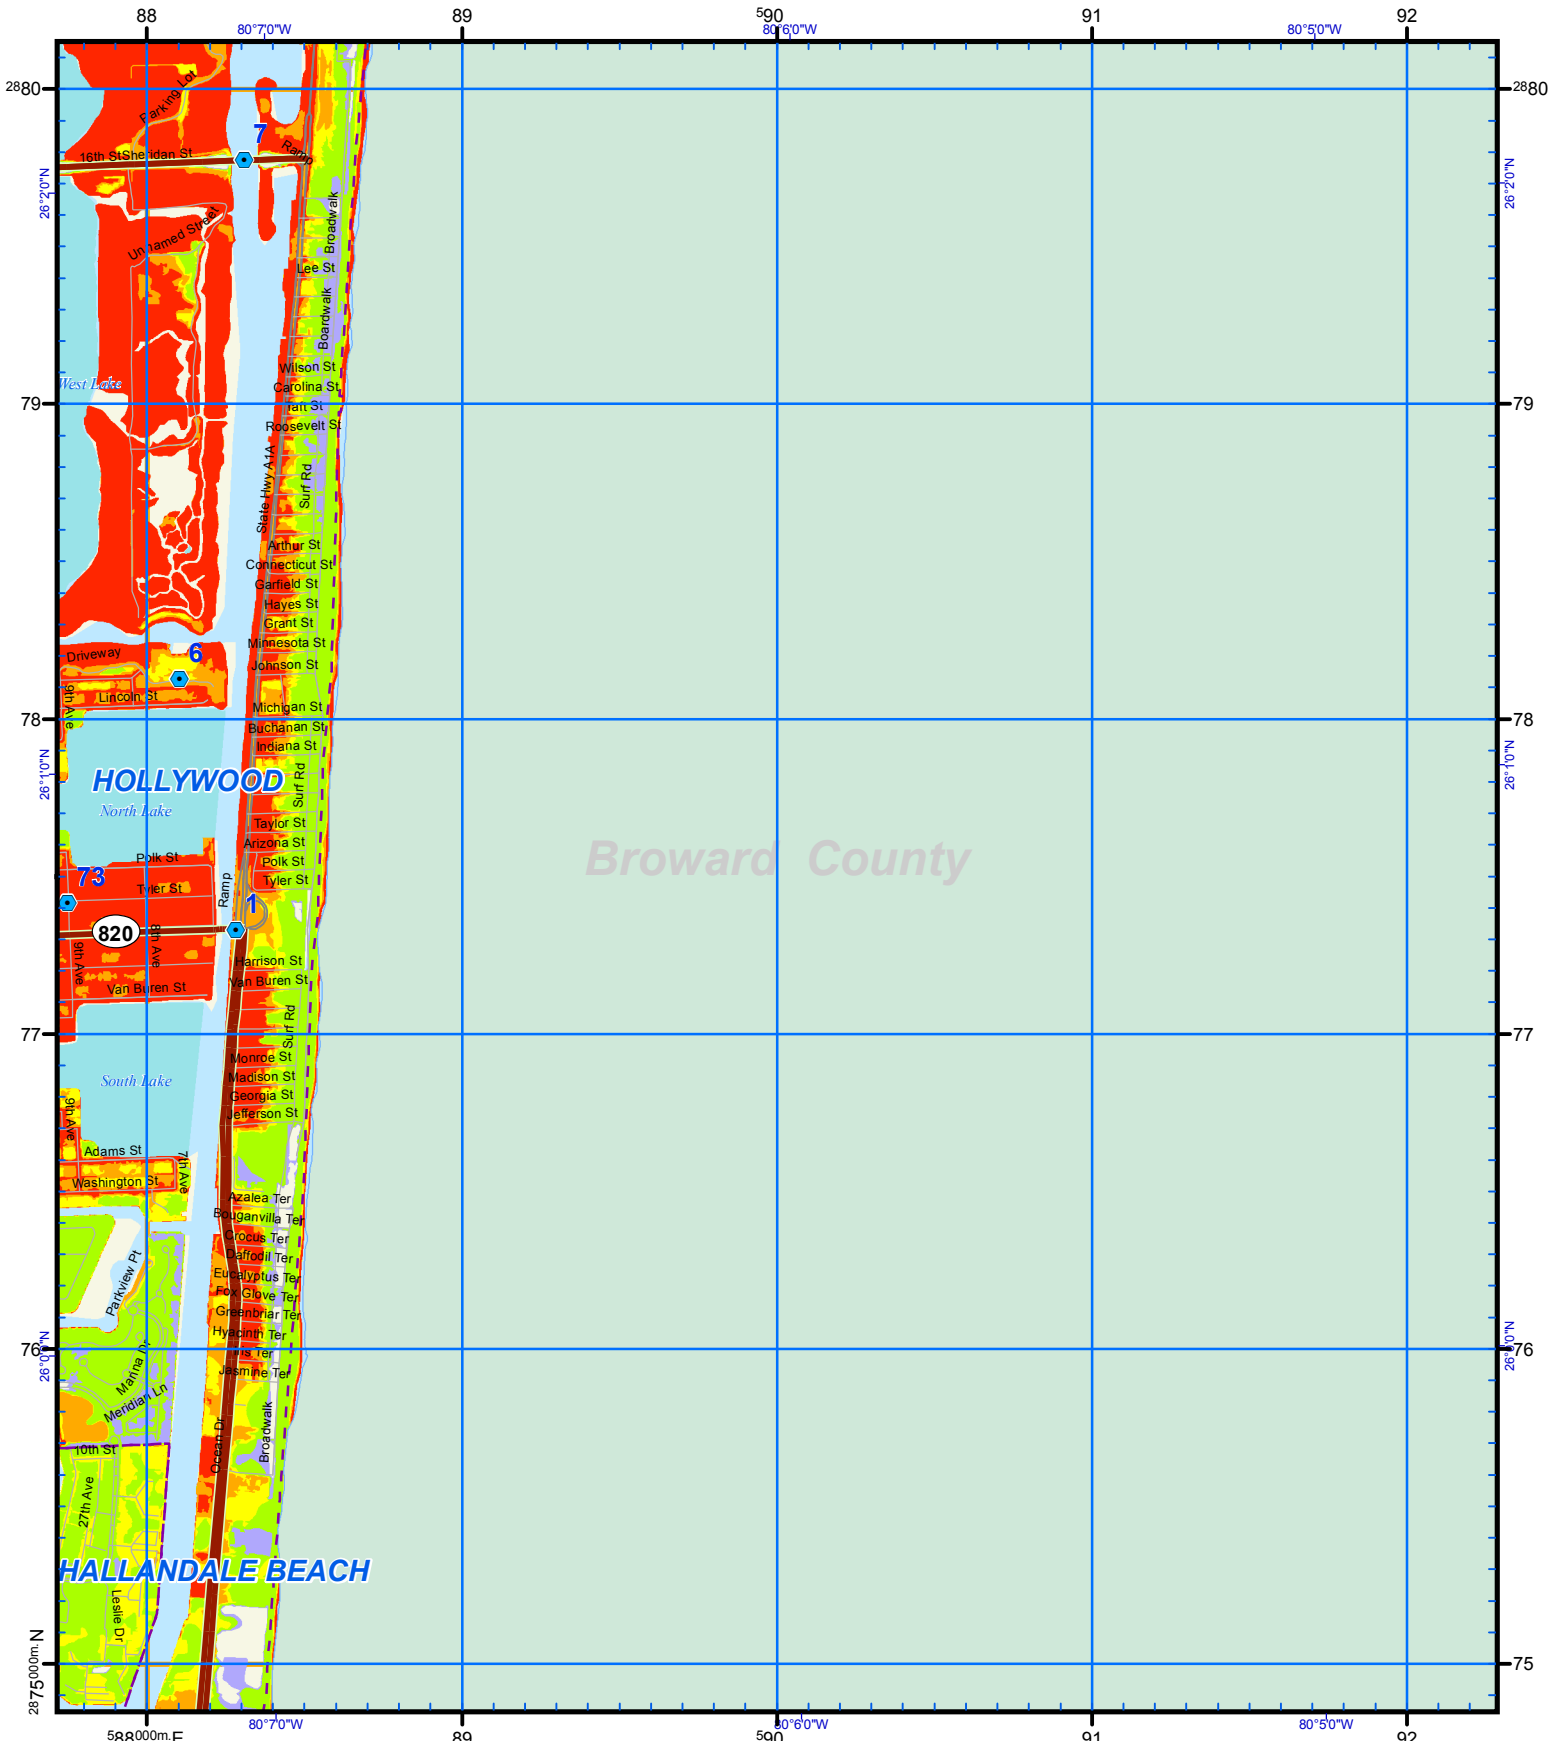 88 89 590 91 92
80°7'0"W 80°6'0"W 80°5'0"W
2880 2880
Parking Lot
7
16th St Sheridan St Ramp
26°2'0"N 26°2'0"N
Unnamed Street
Broadwalk
Lee St
Boardwalk
Wilson St
West Lake
Carolina St
79 79
Taft St
Roosevelt St
State Hwy A1A
Surf Rd
Arthur St
Connecticut St
Garfield St
Hayes St
Grant St
Minnesota St
Driveway 6
Johnson St
9th Ave
Lincoln St
Michigan St
78 78
Buchanan St
Indiana St
26°1'0"N 26°1'0"N
HOLLYWOOD
Surf Rd
North Lake
Taylor St
Arizona St
Polk St Polk St
Broward County
73
Tyler St Tyler St
Ramp
1
820
8th Ave
9th Ave
Harrison St
Van Buren St
Van Buren St
Surf Rd
77 77
Monroe St
South Lake
Madison St
Georgia St
9th Ave
Jefferson St
Adams St
7th Ave
Washington St
Azalea Ter
Bouganvilla Ter
Crocus Ter
Daffodil Ter
Parkview Pt
Eucalyptus Ter
Fox Glove Ter
Greenbriar Ter
Hyacinth Ter
76 76
26°0'0"N 26°0'0"N
Iris Ter
Marina Dr
Jasmine Ter
Meridian Ln
Broadwalk
Ocean Dr
10th St
27th Ave
HALLANDALE BEACH
Leslie Dr
2875000m. N 75
588000m. E 89 590 91 92
80°7'0"W 80°6'0"W 80°5'0"W